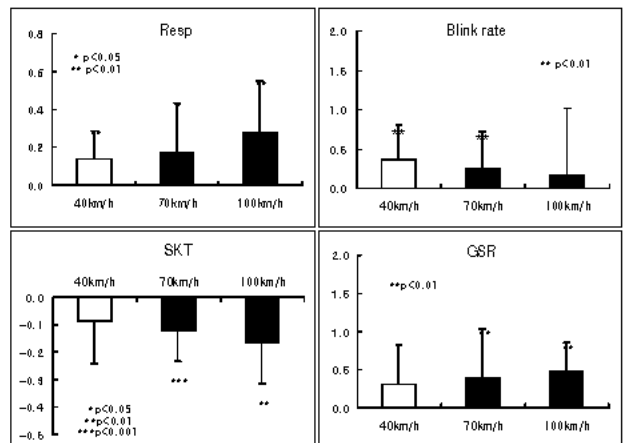 Resp
* p<0.05
** p<0.01
0.8
0.6
0.4
0.2
0.0
**
**
40km/h 70km/h 100km/h
Blink rate
** p<0.01
2.0
1.5
1.0
0.5
0.0
**
**
40km/h 70km/h 100km/h
SKT
40km/h 70km/h 100km/h
0.0
-0.1
-0.2
-0.3
-0.4
-0.5
***
**
*p<0.05
**p<0.01
***p<0.001
GSR
**p<0.01
2.0
1.5
1.0
0.5
0.0
**
**
40km/h 70km/h 100km/h